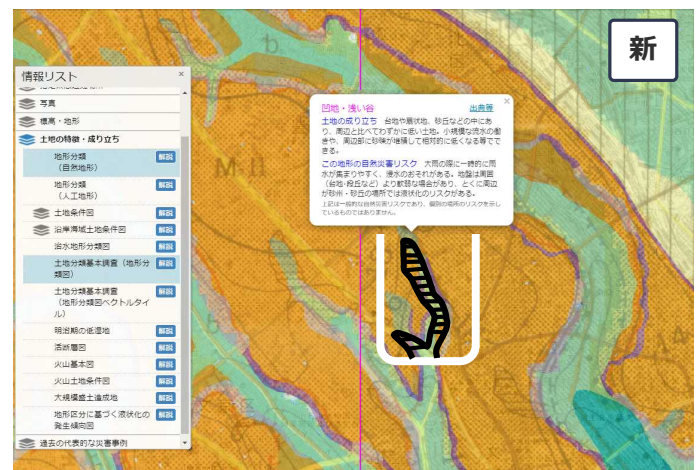 新
情報リスト
×
写真
標高・地形
土地の特徴・成り立ち
地形分類
（自然地形）
解説
地形分類
（人工地形）
解説
土地条件図
解説
沿岸海域土地条件図
解説
治水地形分類図
解説
土地分類基本調査（地形分
類図）
解説
土地分類基本調査
（地形分類図ベクトルタイ
ル）
解説
明治期の低湿地
解説
活断層図
解説
火山基本図
解説
火山土地条件図
解説
大規模盛土造成地
解説
地形区分に基づく液状化の
発生傾向図
解説
過去の代表的な災害事例
凹地・浅い谷
出典等
×
土地の成り立ち 台地や扇状地、砂丘などの中にあ
り、周辺と比べてわずかに低い土地。小規模な流水の働
きや、周辺部に砂礫が堆積して相対的に低くなる等でで
きる。
この地形の自然災害リスク 大雨の際に一時的に雨
水が集まりやすく、浸水のおそれがある。地盤は周囲
（台地・段丘など）より軟弱な場合があり、とくに周辺
が砂州・砂丘の場所では液状化のリスクがある。
上記は一般的な自然災害リスクであり、個別の場所のリスクを示し
ているものではありません。